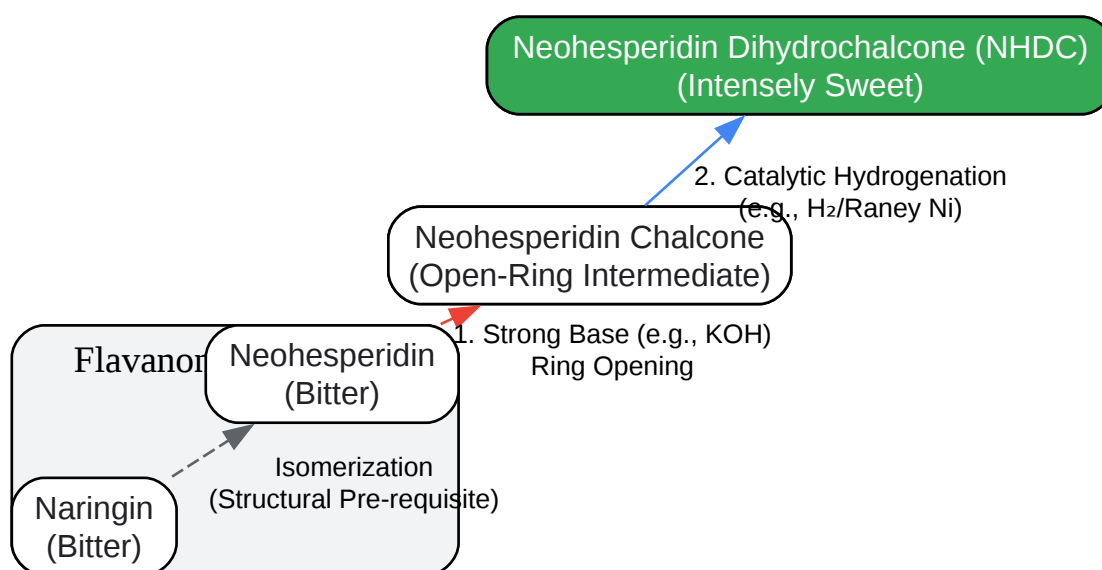 Neohesperidin Dihydrochalcone (NHDC)
(Intensely Sweet)
2. Catalytic Hydrogenation
(e.g., H₂/Raney Ni)
Neohesperidin Chalcone
(Open-Ring Intermediate)
1. Strong Base (e.g., KOH)
Ring Opening
Neohesperidin
(Bitter)
Isomerization
(Structural Pre-requisite)
Naringin
(Bitter)